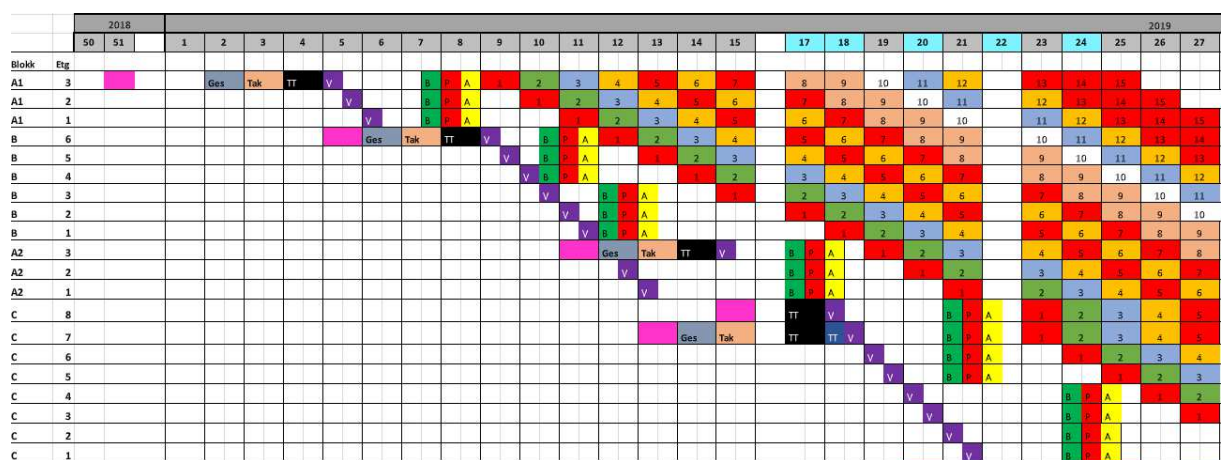 2018 2019
50 51 1 2 3 4 5 6 7 8 9 10 11 12 13 14 15 17 18 19 20 21 22 23 24 25 26 27
Blokk Etg
A1 3 Ges Tak TT V B P A 1 2 3 4 5 6 7 8 9 10 11 12 13 14 15
A1 2 V B P A 1 2 3 4 5 6 7 8 9 10 11 12 13 14 15
A1 1 V B P A 1 2 3 4 5 6 7 8 9 10 11 12 13 14 15
B 6 Ges Tak TT V B P A 1 2 3 4 5 6 7 8 9 10 11 12 13 14
B 5 V B P A 1 2 3 4 5 6 7 8 9 10 11 12 13
B 4 V B P A 1 2 3 4 5 6 7 8 9 10 11 12
B 3 V B P A 1 2 3 4 5 6 7 8 9 10 11
B 2 V B P A 1 2 3 4 5 6 7 8 9 10
B 1 V B P A 1 2 3 4 5 6 7 8 9
A2 3 Ges Tak TT V B P A 1 2 3 4 5 6 7 8
A2 2 V B P A 1 2 3 4 5 6 7
A2 1 V B P A 1 2 3 4 5 6
C 8 TT V B P A 1 2 3 4 5
C 7 Ges Tak TT TT V B P A 1 2 3 4 5
C 6 V B P A 1 2 3 4
C 5 V B P A 1 2 3
C 4 V B P A 1 2
C 3 V B P A 1
C 2 V B P A
C 1 V B P A